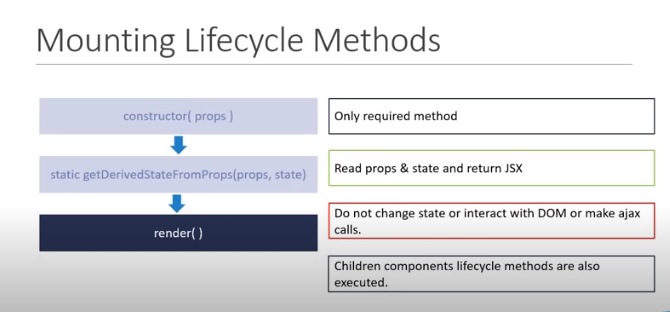 Mounting Lifecycle Methods
constructor( props )
static getDerivedStateFromProps(props, state)
render( )
Only required method
Read props & state and return JSX
Do not change state or interact with DOM or make ajax
calls.
Children components lifecycle methods are also
executed.